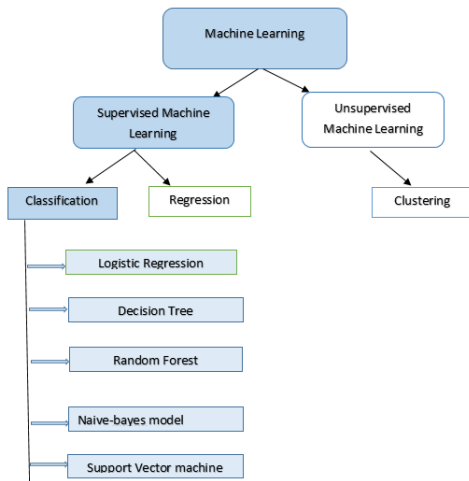 Machine Learning
Supervised Machine
Learning
Unsupervised
Machine Learning
Classification
Regression
Clustering
Logistic Regression
Decision Tree
Random Forest
Naive-bayes model
Support Vector machine